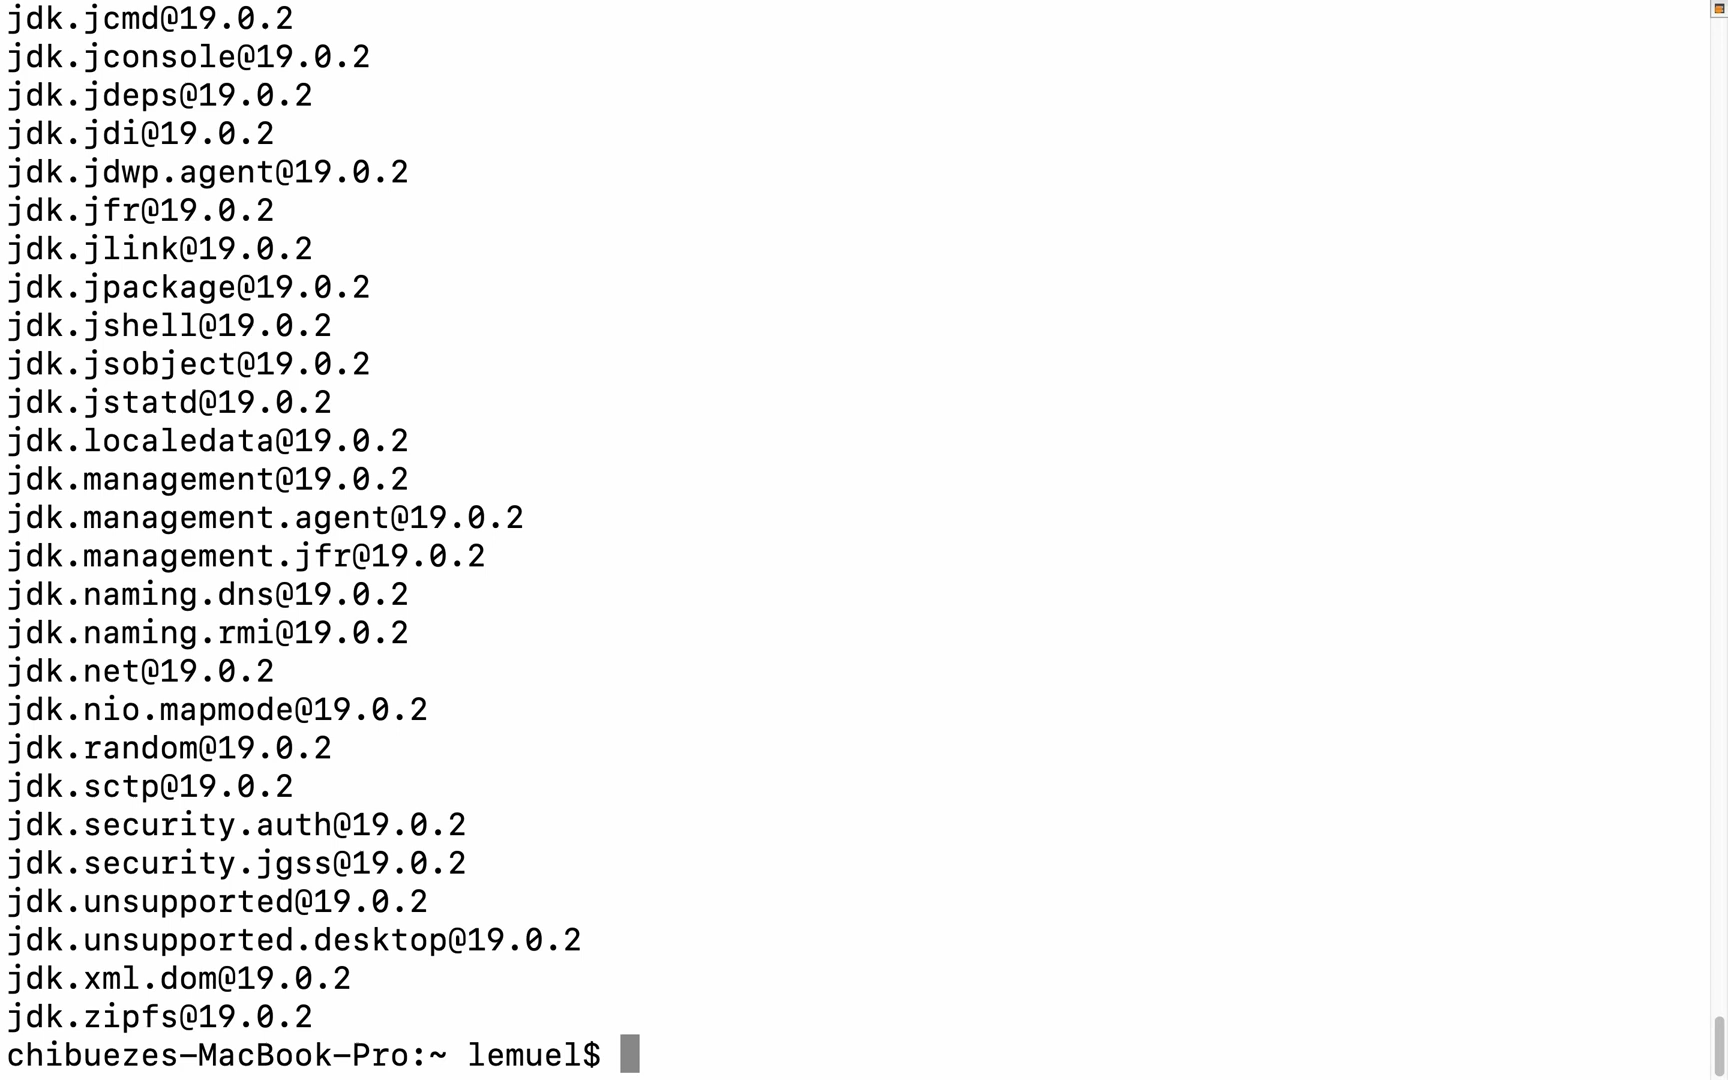 jdk.jcmd@19.0.2
jdk.jconsole@19.0.2
jdk.jdeps@19.0.2
jdk.jdi@19.0.2
jdk.jdwp.agent@19.0.2
jdk.jfr@19.0.2
jdk.jlink@19.0.2
jdk.jpackage@19.0.2
jdk.jshell@19.0.2
jdk.jsobject@19.0.2
jdk.jstatd@19.0.2
jdk.localedata@19.0.2
jdk.management@19.0.2
jdk.management.agent@19.0.2
jdk.management.jfr@19.0.2
jdk.naming.dns@19.0.2
jdk.naming.rmi@19.0.2
jdk.net@19.0.2
jdk.nio.mapmode@19.0.2
jdk.random@19.0.2
jdk.sctp@19.0.2
jdk.security.auth@19.0.2
jdk.security.jgss@19.0.2
jdk.unsupported@19.0.2
jdk.unsupported.desktop@19.0.2
jdk.xml.dom@19.0.2
jdk.zipfs@19.0.2
chibuezes-MacBook-Pro:~ lemuel$